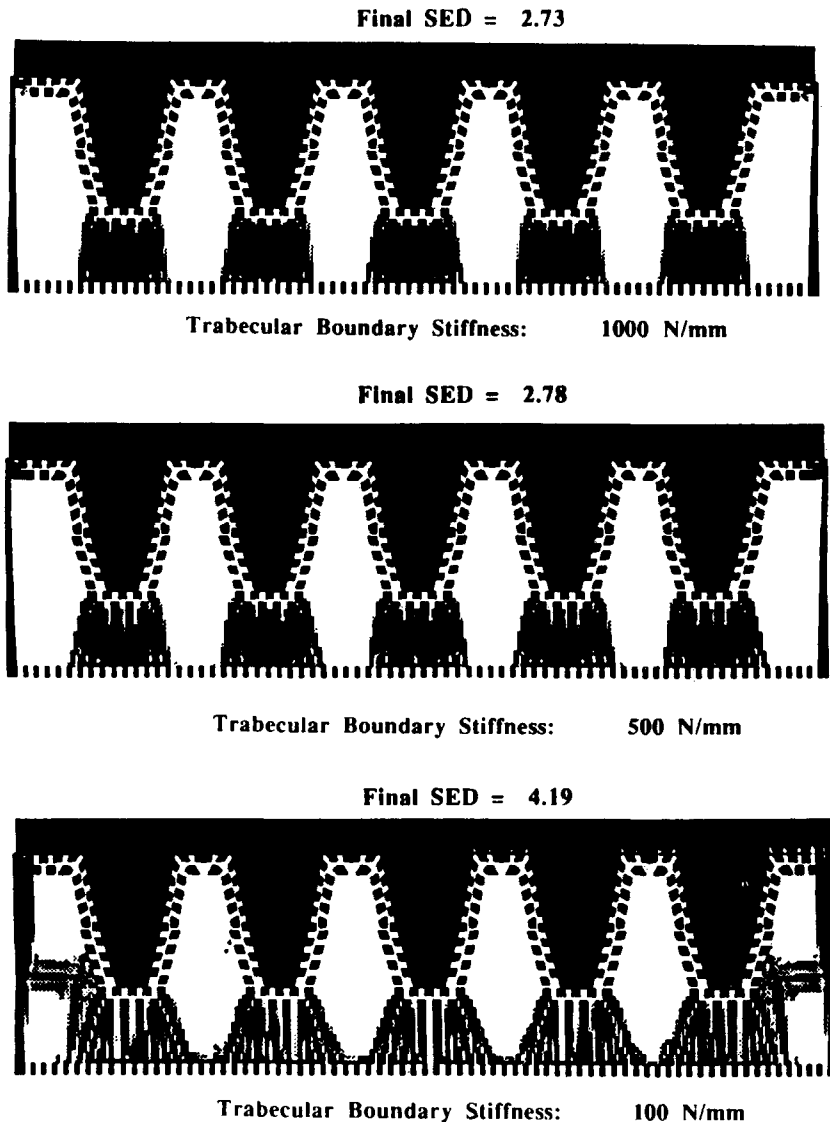 Final SED = 2.73
Trabecular Boundary Stiffness: 1000 N/mm
Final SED = 2.78
Trabecular Boundary Stiffness: 500 N/mm
Final SED = 4.19
Trabecular Boundary Stiffness: 100 N/mm